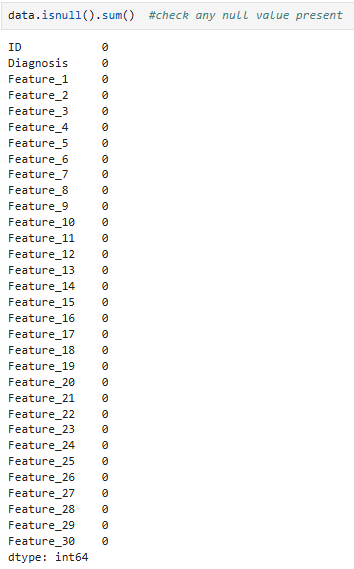 data.isnull().sum()  #check any null value present
ID             0
Diagnosis      0
Feature_1      0
Feature_2      0
Feature_3      0
Feature_4      0
Feature_5      0
Feature_6      0
Feature_7      0
Feature_8      0
Feature_9      0
Feature_10     0
Feature_11     0
Feature_12     0
Feature_13     0
Feature_14     0
Feature_15     0
Feature_16     0
Feature_17     0
Feature_18     0
Feature_19     0
Feature_20     0
Feature_21     0
Feature_22     0
Feature_23     0
Feature_24     0
Feature_25     0
Feature_26     0
Feature_27     0
Feature_28     0
Feature_29     0
Feature_30     0
dtype: int64